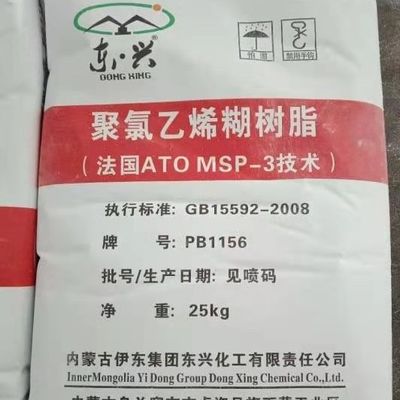 东兴
DONG XING
怕湿
禁用手钩
聚氯乙烯糊树脂
（法国ATO MSP-3技术）
执行标准: GB15592-2008
牌 号: PB1156
批号/生产日期: 见喷码
净 重: 25kg
内蒙古伊东集团东兴化工有限责任公司
InnerMongolia Yi Dong Group Dong Xing Chemical Co.,Ltd.